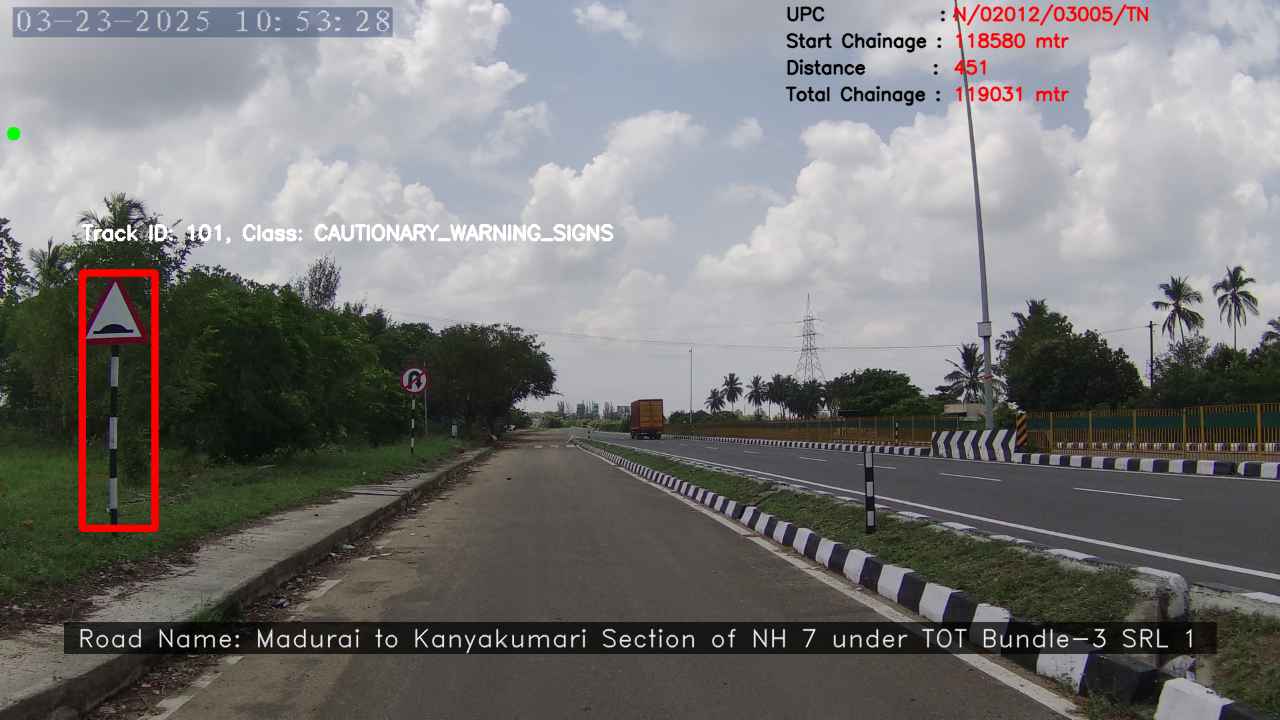 03-23-2025 10:53:28
UPC : N/02012/03005/TN
Start Chainage : 118580 mtr
Distance : 451
Total Chainage : 119031 mtr
Track ID: 101, Class: CAUTIONARY_WARNING_SIGNS
Road Name: Madurai to Kanyakumari Section of NH 7 under TOT Bundle-3 SRL 1